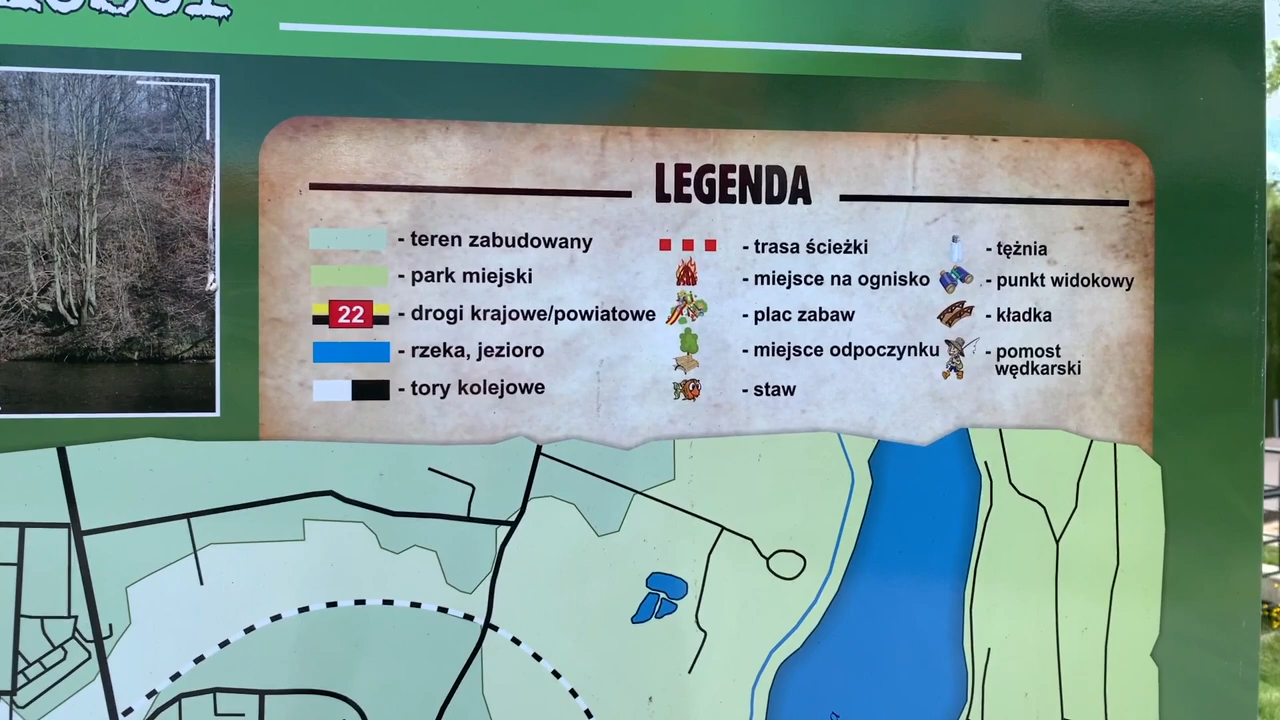 LEGENDA
- teren zabudowany
- park miejski
22 - drogi krajowe/powiatowe
- rzeka, jezioro
- tory kolejowe
- trasa ścieżki
- miejsce na ognisko
- plac zabaw
- miejsce odpoczynku
- staw
- tężnia
- punkt widokowy
- kładka
- pomost
wędkarski